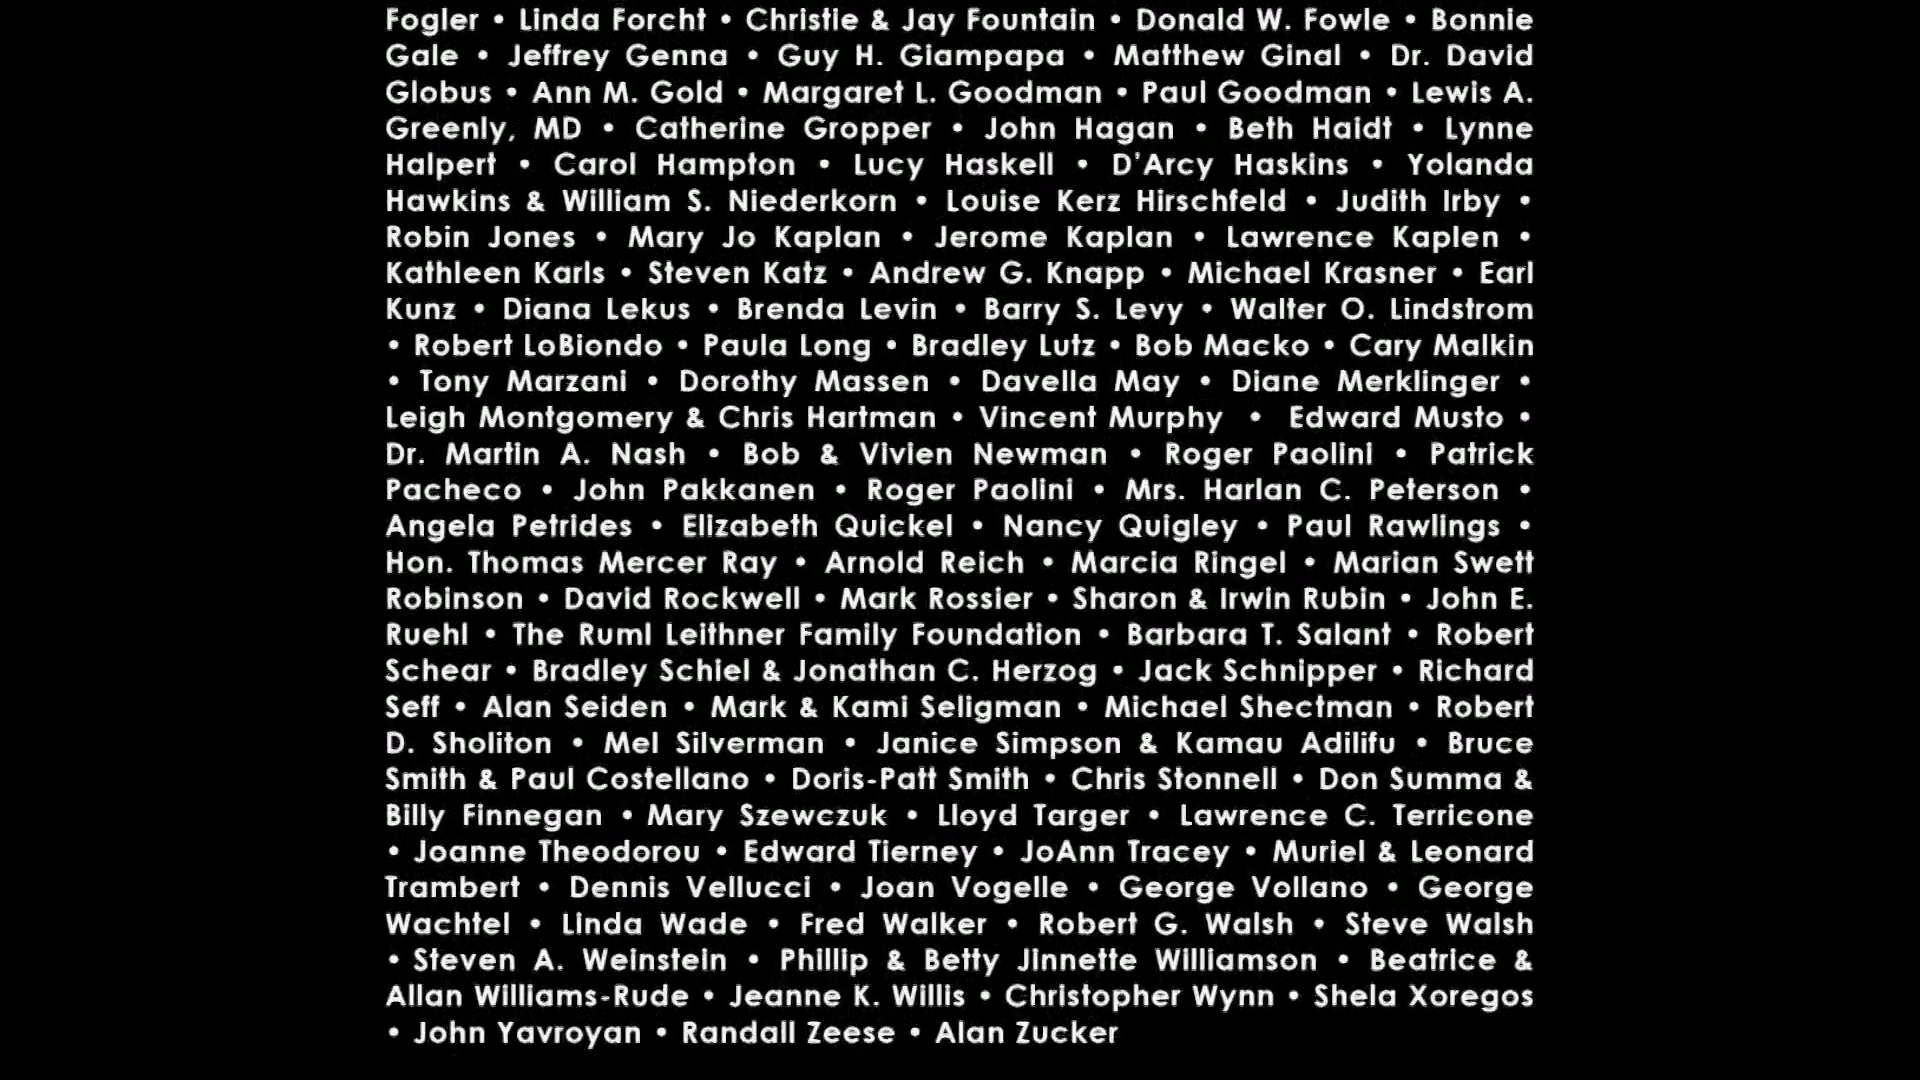 Fogler • Linda Forcht • Christie & Jay Fountain • Donald W. Fowle • Bonnie
Gale • Jeffrey Genna • Guy H. Giampapa • Matthew Ginal • Dr. David
Globus • Ann M. Gold • Margaret L. Goodman • Paul Goodman • Lewis A.
Greenly, MD • Catherine Gropper • John Hagan • Beth Haidt • Lynne
Halpert • Carol Hampton • Lucy Haskell • D'Arcy Haskins • Yolanda
Hawkins & William S. Niederkorn • Louise Kerz Hirschfeld • Judith Irby •
Robin Jones • Mary Jo Kaplan • Jerome Kaplan • Lawrence Kaplen •
Kathleen Karls • Steven Katz • Andrew G. Knapp • Michael Krasner • Earl
Kunz • Diana Lekus • Brenda Levin • Barry S. Levy • Walter O. Lindstrom
• Robert LoBiondo • Paula Long • Bradley Lutz • Bob Macko • Cary Malkin
• Tony Marzani • Dorothy Massen • Davella May • Diane Merklinger •
Leigh Montgomery & Chris Hartman • Vincent Murphy • Edward Musto •
Dr. Martin A. Nash • Bob & Vivien Newman • Roger Paolini • Patrick
Pacheco • John Pakkanen • Roger Paolini • Mrs. Harlan C. Peterson •
Angela Petrides • Elizabeth Quickel • Nancy Quigley • Paul Rawlings •
Hon. Thomas Mercer Ray • Arnold Reich • Marcia Ringel • Marian Swett
Robinson • David Rockwell • Mark Rossier • Sharon & Irwin Rubin • John E.
Ruehl • The Ruml Leithner Family Foundation • Barbara T. Salant • Robert
Schear • Bradley Schiel & Jonathan C. Herzog • Jack Schnipper • Richard
Seff • Alan Seiden • Mark & Kami Seligman • Michael Shectman • Robert
D. Sholiton • Mel Silverman • Janice Simpson & Kamau Adilifu • Bruce
Smith & Paul Costellano • Doris-Patt Smith • Chris Stonnell • Don Summa &
Billy Finnegan • Mary Szewczuk • Lloyd Targer • Lawrence C. Terricone
• Joanne Theodorou • Edward Tierney • JoAnn Tracey • Muriel & Leonard
Trambert • Dennis Vellucci • Joan Vogelle • George Vollano • George
Wachtel • Linda Wade • Fred Walker • Robert G. Walsh • Steve Walsh
• Steven A. Weinstein • Phillip & Betty Jinnette Williamson • Beatrice &
Allan Williams-Rude • Jeanne K. Willis • Christopher Wynn • Shela Xoregos
• John Yavroyan • Randall Zeese • Alan Zucker